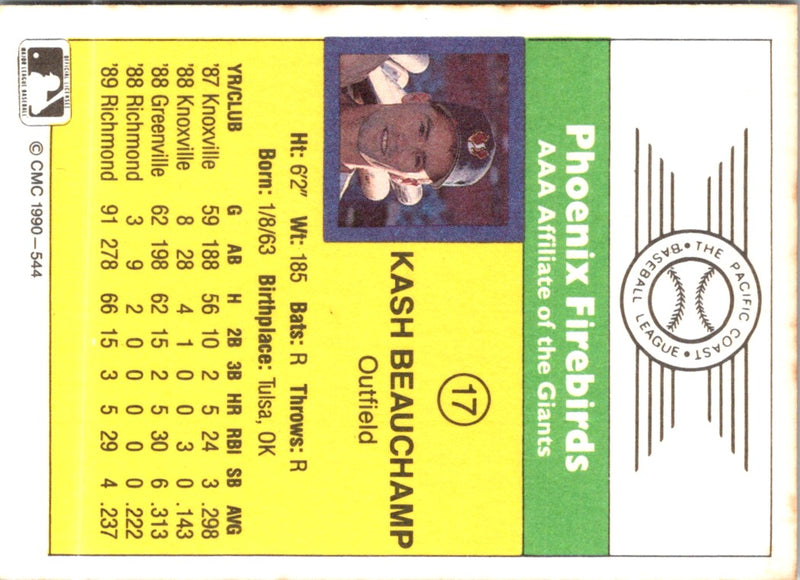 THE PACIFIC COAST
BASEBALL LEAGUE
Phoenix Firebirds
AAA Affiliate of the Giants
17
KASH BEAUCHAMP
Outfield
Ht: 6'2" Wt: 185 Bats: R Throws: R
Born: 1/8/63 Birthplace: Tulsa, OK
YR/CLUB G AB H 2B 3B HR RBI SB AVG
'87 Knoxville 59 188 56 10 2 5 24 3 .298
'88 Knoxville 8 28 4 1 0 0 3 0 .143
'88 Greenville 62 198 62 15 2 5 30 6 .313
'88 Richmond 3 9 2 0 0 0 0 0 .222
'89 Richmond 91 278 66 15 3 5 29 4 .237
OFFICIAL LICENSEE
MAJOR LEAGUE BASEBALL
© CMC 1990-544